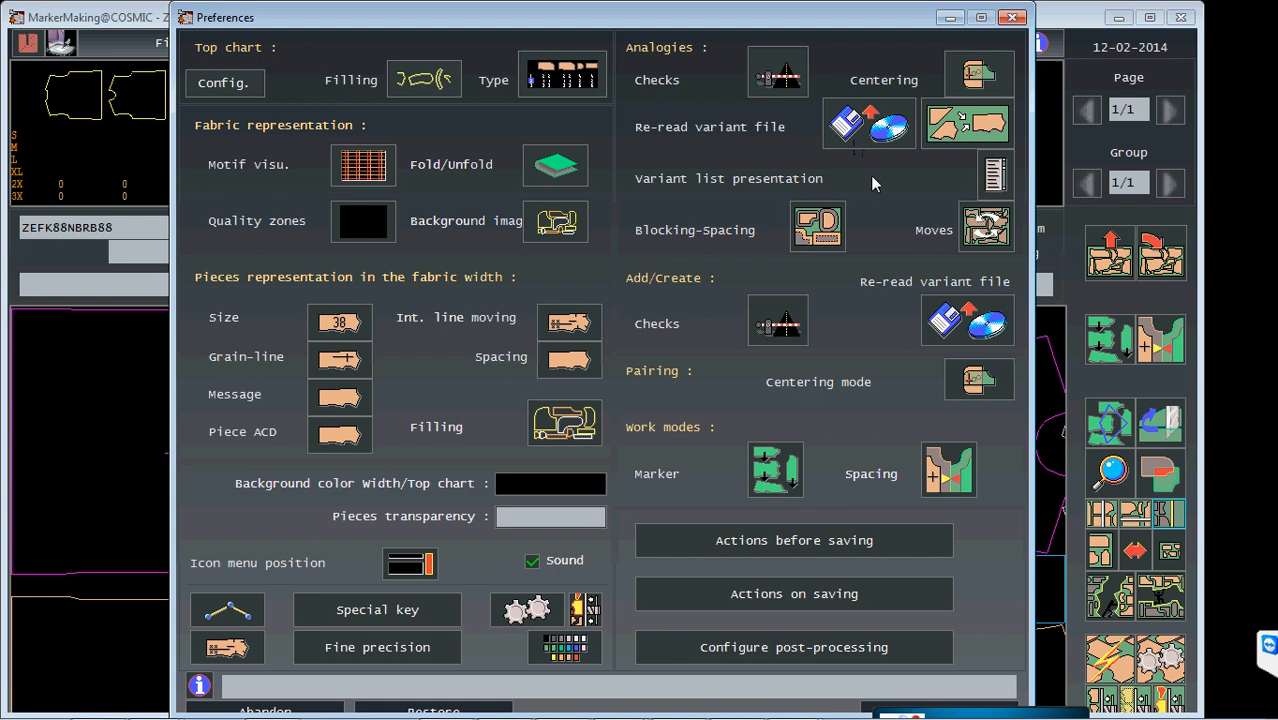 MarkerMaking@COSMIC - Z
Preferences
Fi
12-02-2014
Page
1/1
Group
1/1
S
M
L
XL
2X 0 0
3X 0 0
ZEFK88NBRB88
Top chart :
Config.
Filling
Type
Fabric representation :
Motif visu.
Fold/Unfold
Quality zones
Background imag
Pieces representation in the fabric width :
Size
38
Int. line moving
Grain-line
Spacing
Message
Piece ACD
Filling
Background color Width/Top chart :
Pieces transparency :
Icon menu position
Sound
Special key
Fine precision
Analogies :
Checks
Centering
Re-read variant file
Variant list presentation
Blocking-Spacing
Moves
Add/Create :
Re-read variant file
Checks
Pairing :
Centering mode
Work modes :
Marker
Spacing
Actions before saving
Actions on saving
Configure post-processing
Abandon
Restore